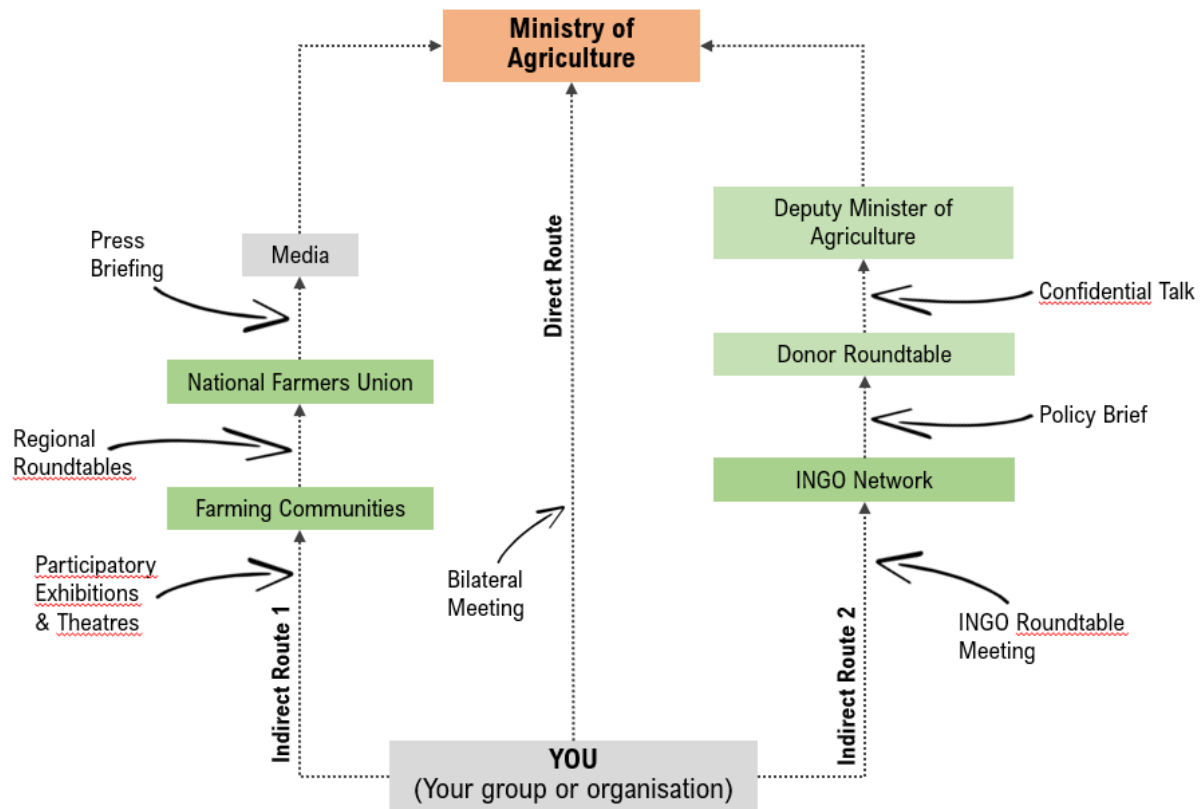 Ministry of
Agriculture
Deputy Minister of
Agriculture
Press
Briefing
Media
Direct Route
Confidential Talk
Donor Roundtable
National Farmers Union
Policy Brief
Regional
Roundtables
INGO Network
Farming Communities
Participatory
Exhibitions
& Theatres
Bilateral
Meeting
INGO Roundtable
Meeting
Indirect Route 1
Indirect Route 2
YOU
(Your group or organisation)